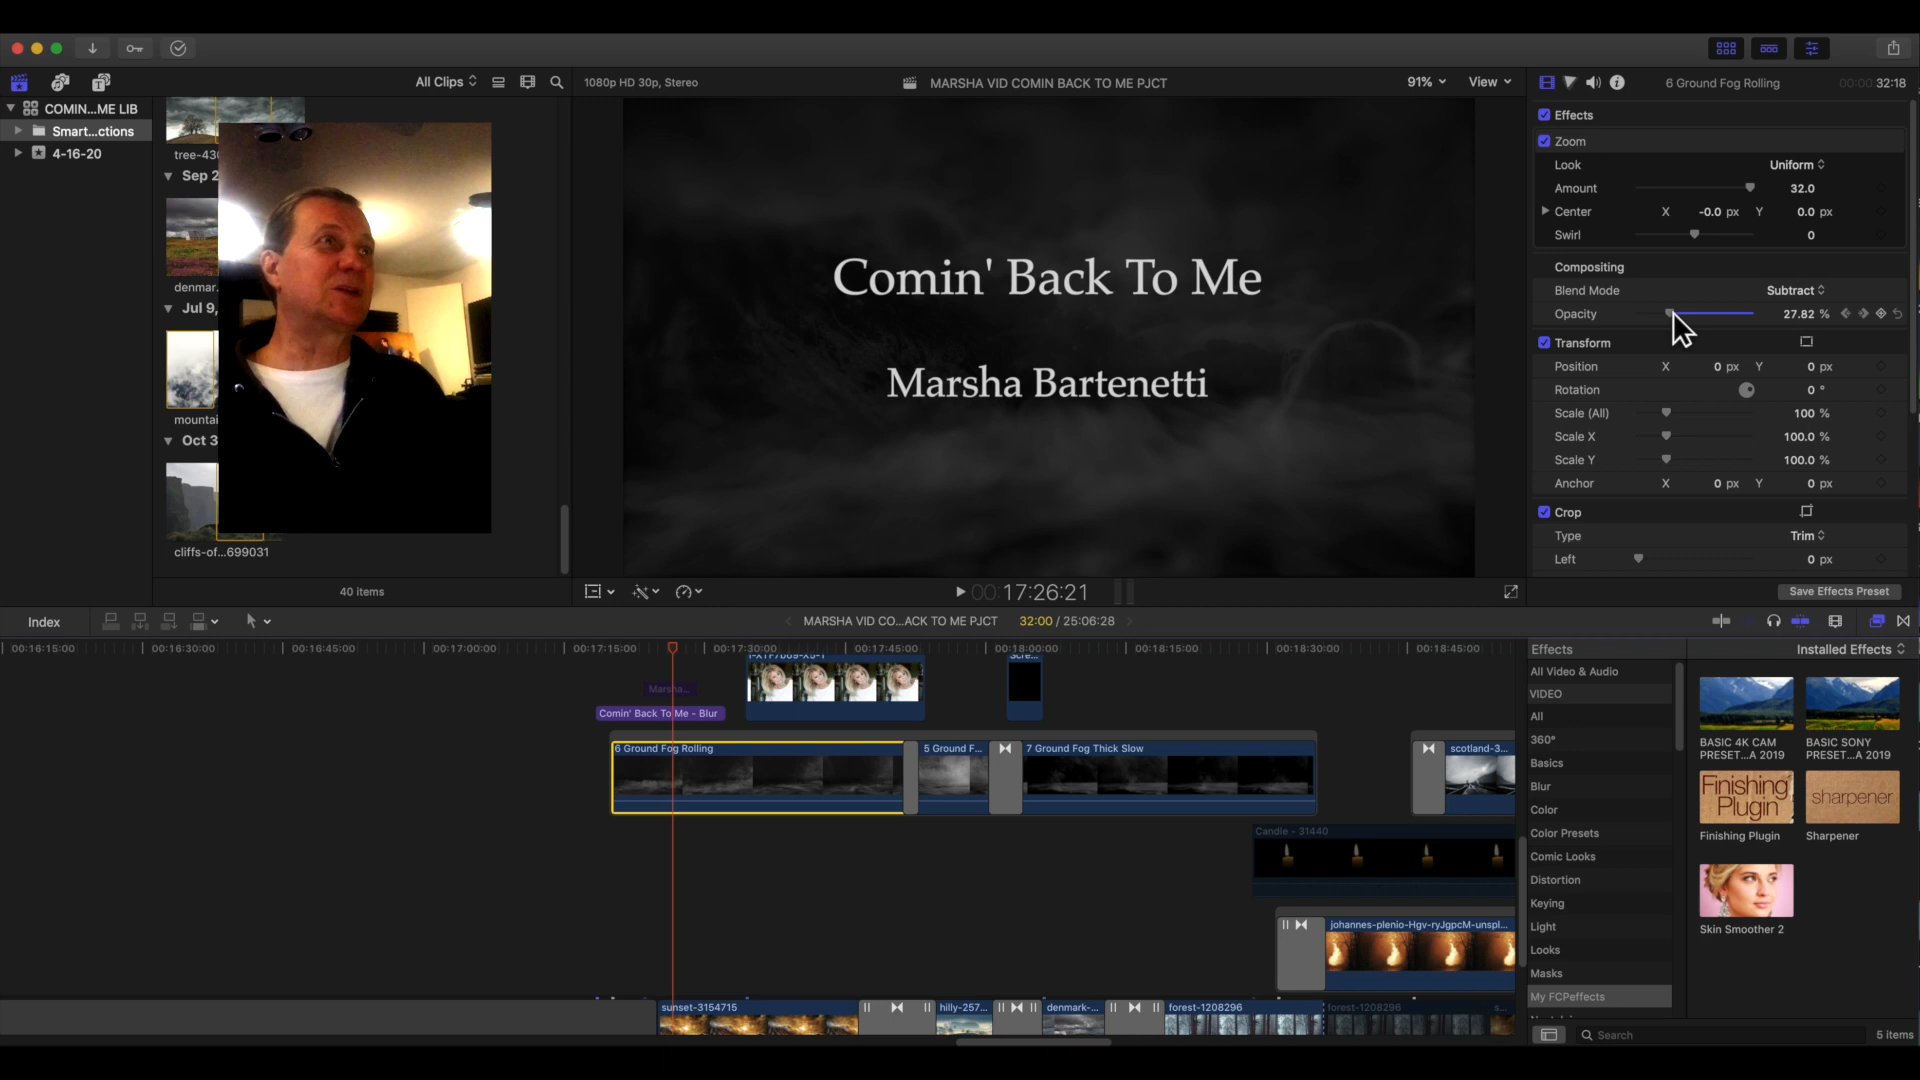 All Clips
1080p HD 30p, Stereo
MARSHA VID COMIN BACK TO ME PJCT
91%
View
6 Ground Fog Rolling
00:00:32:18
COMIN...ME LIB
Smart...ctions
4-16-20
tree-43
Sep 2
denmar
Jul 9,
mountai
Oct 3
cliffs-of...699031
40 items
Comin' Back To Me
Marsha Bartenetti
00:17:26:21
Effects
Zoom
Look
Uniform
Amount
32.0
Center
X -0.0 px Y 0.0 px
Swirl
0
Compositing
Blend Mode
Subtract
Opacity
27.82 %
Transform
Position
X 0 px Y 0 px
Rotation
0 °
Scale (All)
100 %
Scale X
100.0 %
Scale Y
100.0 %
Anchor
X 0 px Y 0 px
Crop
Type
Trim
Left
0 px
Save Effects Preset
Index
MARSHA VID CO...ACK TO ME PJCT
32:00 / 25:06:28
00:16:15:00
00:16:30:00
00:16:45:00
00:17:00:00
00:17:15:00
00:17:30:00
00:17:45:00
00:18:00:00
00:18:15:00
00:18:30:00
00:18:45:00
Marsha...
Scre...
Comin' Back To Me - Blur
6 Ground Fog Rolling
5 Ground F...
7 Ground Fog Thick Slow
scotland-3...
Candle - 31440
johannes-plenio-Hgv-ryJgpcM-unspl...
sunset-3154715
hilly-257...
denmark-...
forest-1208296
forest-1208296
s...
Effects
Installed Effects
All Video & Audio
VIDEO
All
360°
Basics
Blur
Color
Color Presets
Comic Looks
Distortion
Keying
Light
Looks
Masks
My FCPeffects
BASIC 4K CAM
PRESET...A 2019
BASIC SONY
PRESET...A 2019
Finishing
Plugin
sharpener
Finishing Plugin
Sharpener
Skin Smoother 2
Search
5 items